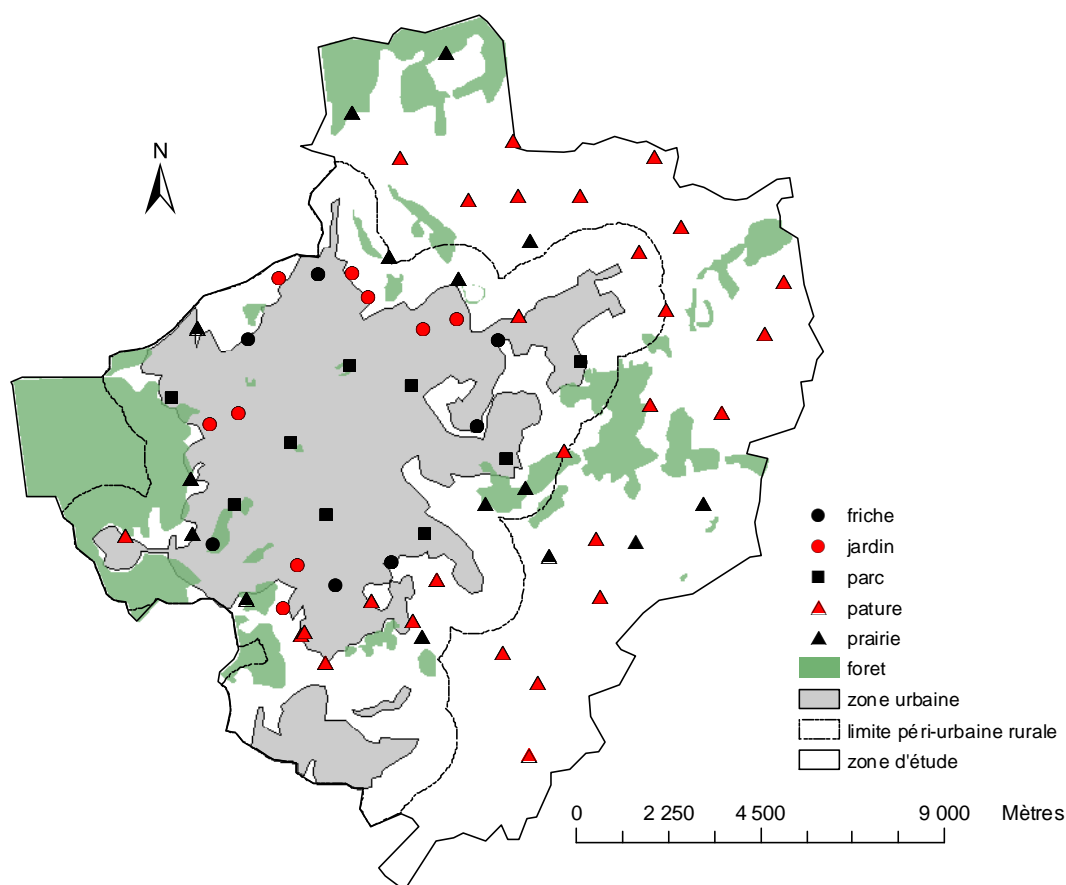 N
friche
jardin
parc
pature
prairie
foret
zone urbaine
limite péri-urbaine rurale
zone d'étude
0 2 250 4 500 9 000 Mètres